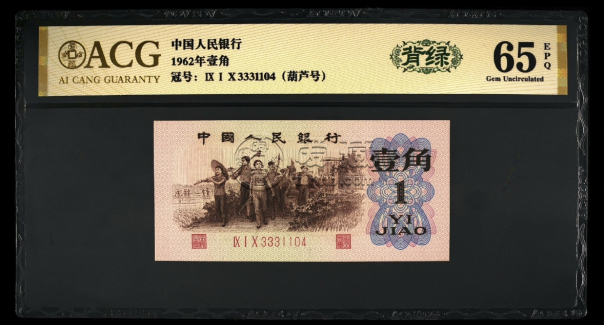 ACG
AI CANG GUARANTY
中国人民银行
1962年壹角
冠号：Ⅸ Ⅰ Ⅹ 3331104（葫芦号）
背绿
65
EPQ
Gem Uncirculated
中國人民銀行
壹角
1
YI
JIAO
Ⅸ Ⅰ Ⅹ 3331104